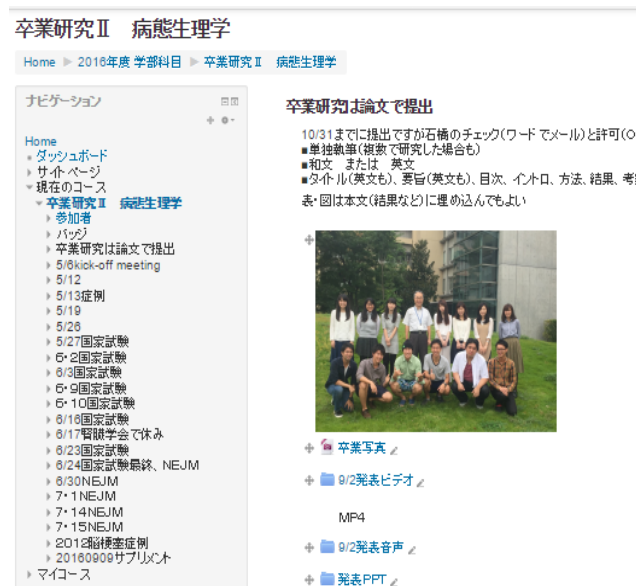 卒業研究Ⅱ 病態生理学
Home ▶ 2016年度 学部科目 ▶ 卒業研究Ⅱ 病態生理学
ナビゲーション
Home
ダッシュボード
サイトページ
現在のコース
卒業研究Ⅱ 病態生理学
参加者
バッジ
卒業研究は論文で提出
5/6kick-off meeting
5/12
5/13症例
5/19
5/26
5/27国家試験
6・2国家試験
6/3国家試験
6・9国家試験
6・10国家試験
6/16国家試験
6/17腎臓学会で休み
6/23国家試験
6/24国家試験最終、NEJM
6/30NEJM
7・1NEJM
7・14NEJM
7・15NEJM
2012脳梗塞症例
20160909サプリメント
マイコース
卒業研究は論文で提出
10/31までに提出ですが石橋のチェック(ワードでメール)と許可(O
■単独執筆(複数で研究した場合も)
■和文 または 英文
■タイトル(英文も)、要旨(英文も)、目次、イントロ、方法、結果、考
表・図は本文(結果など)に埋め込んでもよい
卒業写真
9/2発表ビデオ
MP4
9/2発表音声
発表PPT